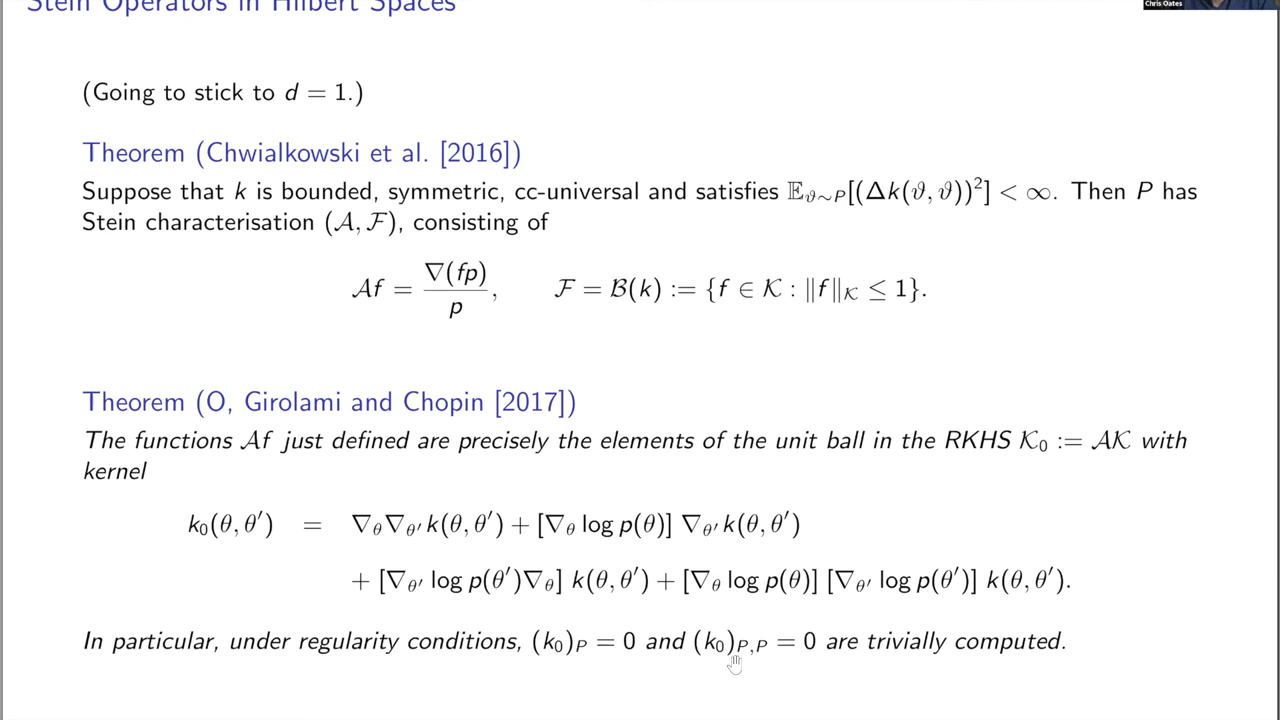 Stein Operators in Hilbert Spaces
Chris Oates
(Going to stick to d = 1.)
Theorem (Chwialkowski et al. [2016])
Suppose that k is bounded, symmetric, cc-universal and satisfies 𝔼_{ϑ∼P}[(Δk(ϑ, ϑ))²] < ∞. Then P has
Stein characterisation (𝒜, ℱ), consisting of
𝒜f = ∇(fp)/p, ℱ = ℬ(k) := {f ∈ 𝒦 : ‖f‖_𝒦 ≤ 1}.
Theorem (O, Girolami and Chopin [2017])
The functions 𝒜f just defined are precisely the elements of the unit ball in the RKHS 𝒦₀ := 𝒜𝒦 with
kernel
k₀(θ, θ′) = ∇_θ∇_θ′ k(θ, θ′) + [∇_θ log p(θ)] ∇_θ′ k(θ, θ′)
+ [∇_θ′ log p(θ′)∇_θ] k(θ, θ′) + [∇_θ log p(θ)] [∇_θ′ log p(θ′)] k(θ, θ′).
In particular, under regularity conditions, (k₀)_P = 0 and (k₀)_{P,P} = 0 are trivially computed.